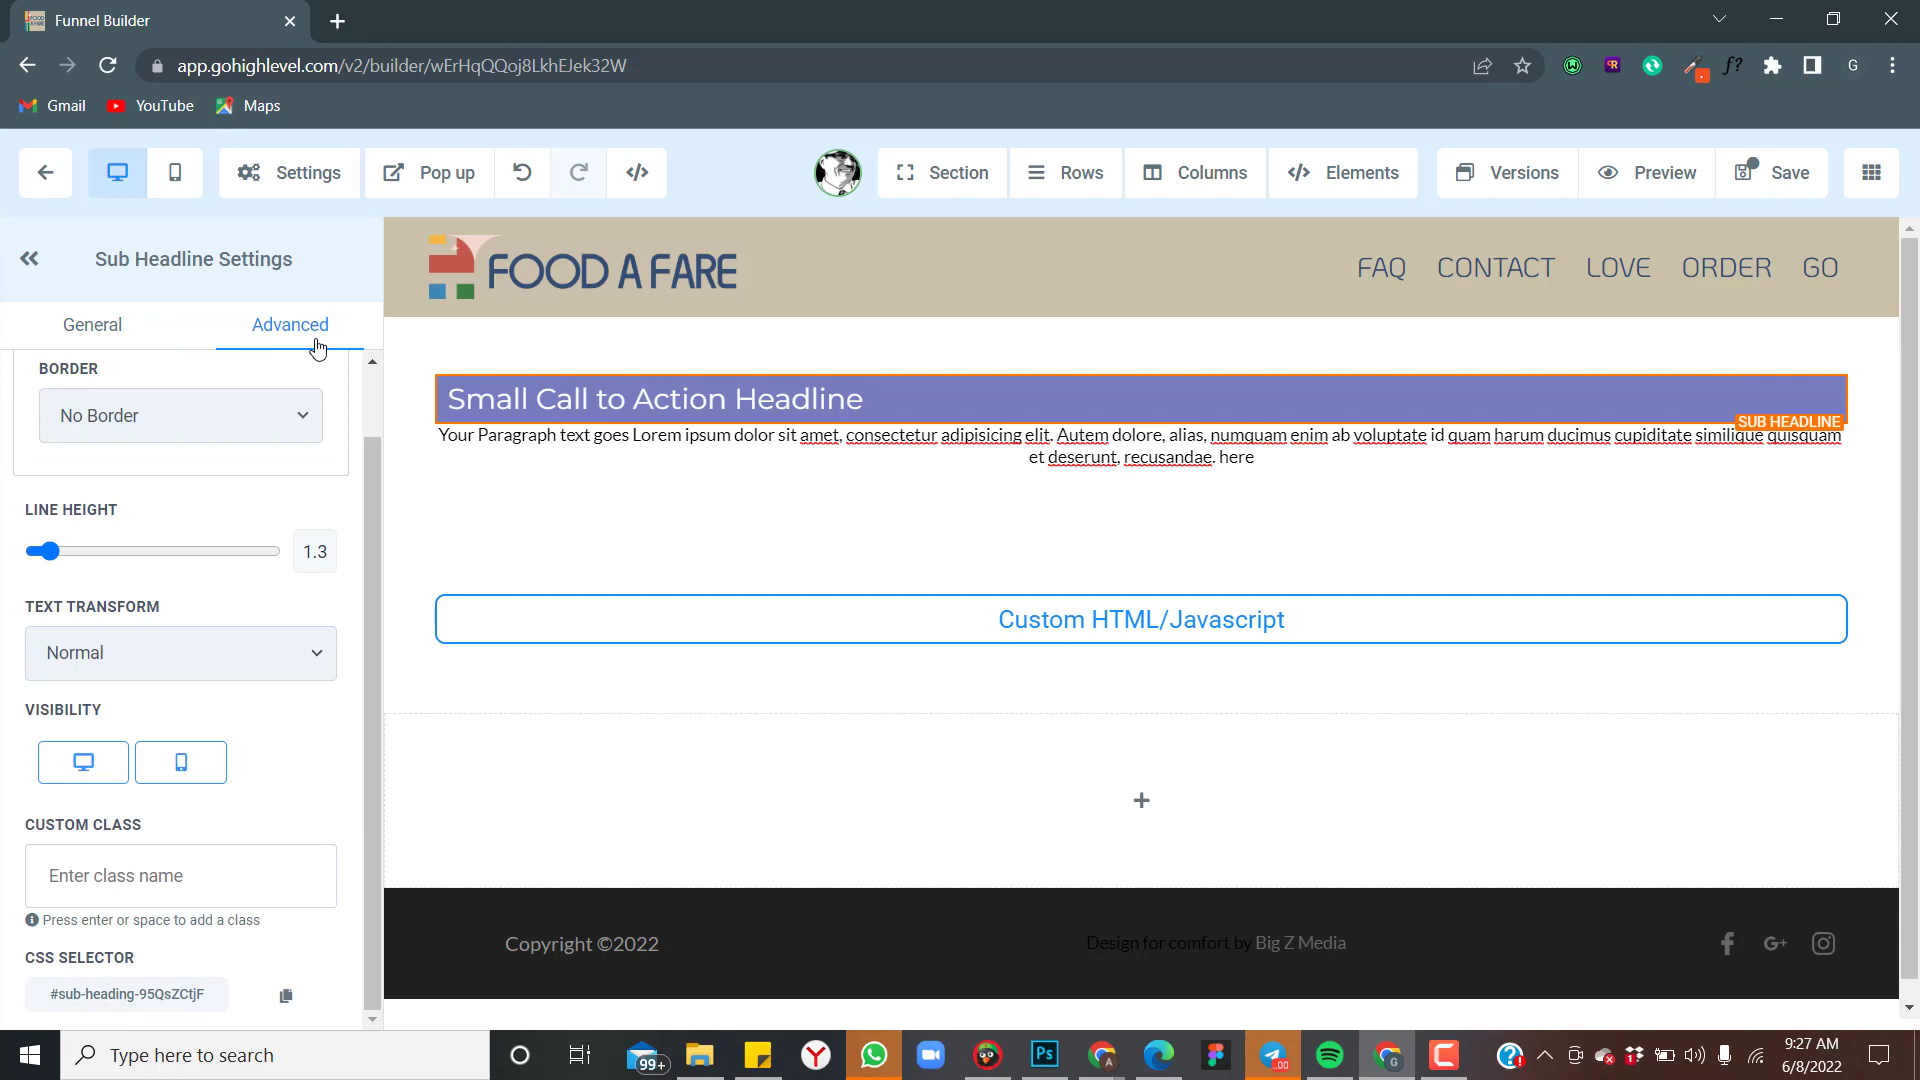 Funnel Builder
app.gohighlevel.com/v2/builder/wErHqQQoj8LkhEJek32W
G
Gmail YouTube Maps
Settings Pop up Section Rows Columns Elements Versions Preview Save
Sub Headline Settings
General Advanced
BORDER
No Border
LINE HEIGHT
1.3
TEXT TRANSFORM
Normal
VISIBILITY
CUSTOM CLASS
Enter class name
Press enter or space to add a class
CSS SELECTOR
#sub-heading-95QsZCtjF
FOOD A FARE
FAQ CONTACT LOVE ORDER GO
Small Call to Action Headline
SUB HEADLINE
Your Paragraph text goes Lorem ipsum dolor sit amet, consectetur adipisicing elit. Autem dolore, alias, numquam enim ab voluptate id quam harum ducimus cupiditate similique quisquam
et deserunt, recusandae. here
Custom HTML/Javascript
Copyright ©2022
Design for comfort by Big Z Media
Type here to search
99+
9:27 AM
6/8/2022